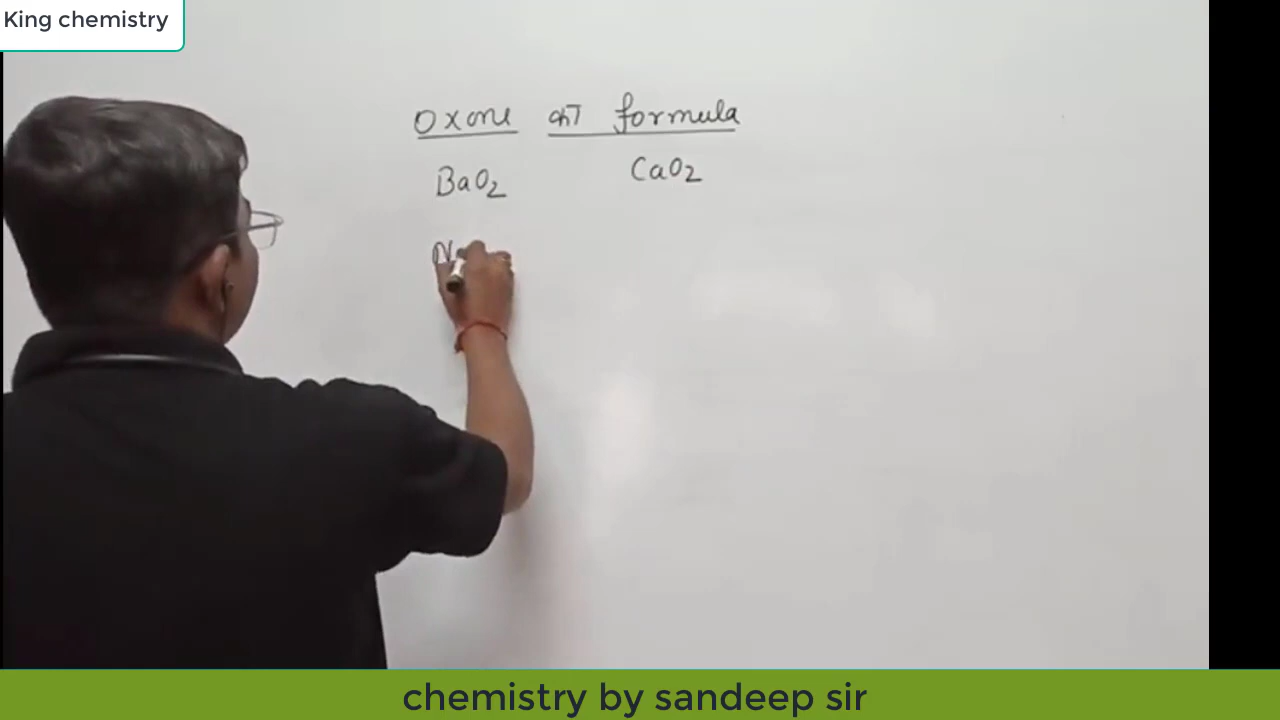 King chemistry
Oxone का formula
BaO2 CaO2
chemistry by sandeep sir